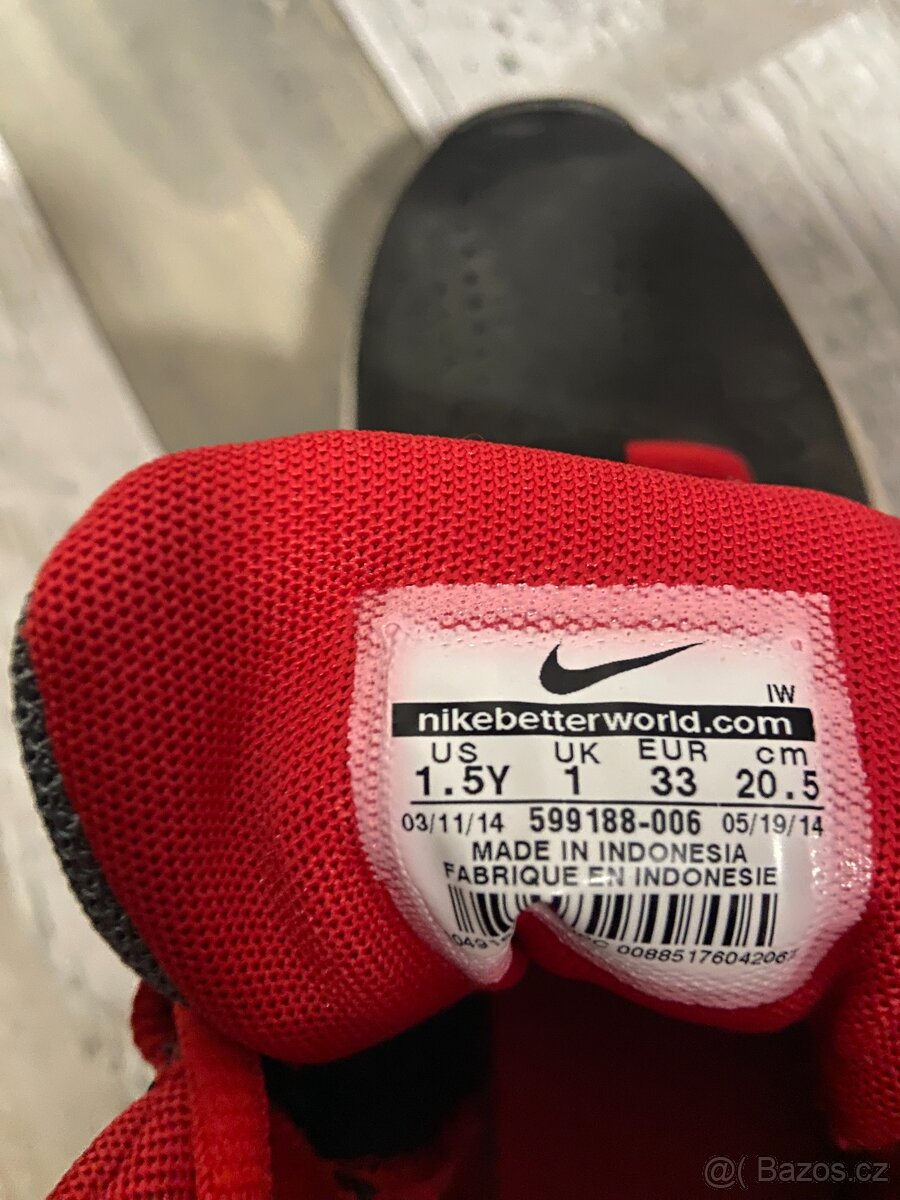 IW
nikebetterworld.com
US UK EUR cm
1.5Y 1 33 20.5
03/11/14 599188-006 05/19/14
MADE IN INDONESIA
FABRIQUE EN INDONESIE
@( Bazos.cz